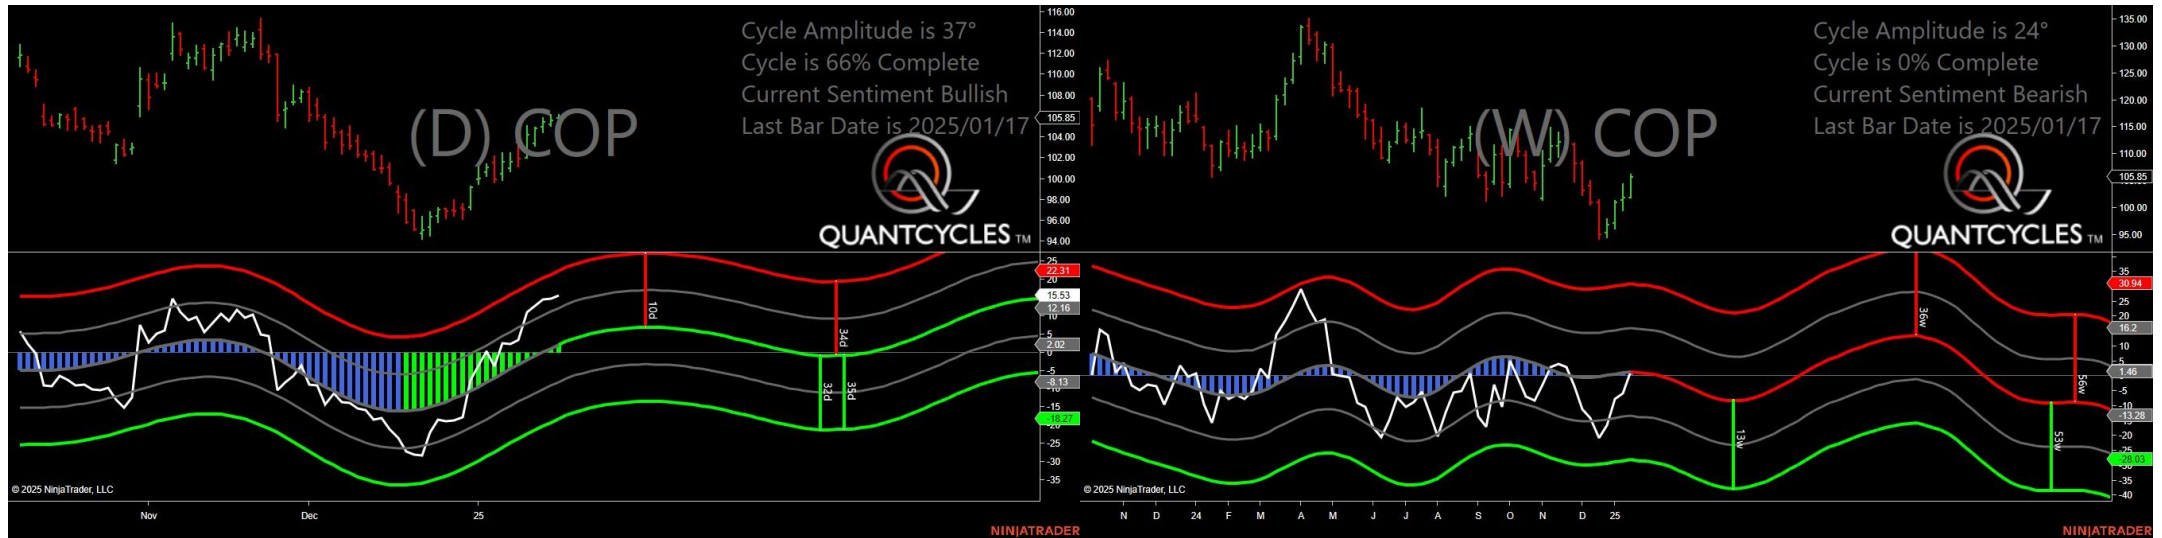 Cycle Amplitude is 37°
Cycle is 66% Complete
Current Sentiment Bullish
Last Bar Date is 2025/01/17
(D) COP
QUANTCYCLES TM
116.00
114.00
112.00
110.00
108.00
105.85
104.00
102.00
100.00
98.00
96.00
94.00
25
22.31
20
15.53
12.16
10
5
2.02
0
-5
-8.13
-10
-15
-18.27
-20
-25
-30
-35
10d
34d
32d
35d
© 2025 NinjaTrader, LLC
Nov
Dec
25
NINJATRADER
Cycle Amplitude is 24°
Cycle is 0% Complete
Current Sentiment Bearish
Last Bar Date is 2025/01/17
(W) COP
QUANTCYCLES TM
135.00
130.00
125.00
120.00
115.00
110.00
105.85
100.00
95.00
35
30.94
25
20
16.2
10
5
1.46
-5
-10
-13.28
-20
-25
-28.03
-35
-40
36w
56w
13w
53w
© 2025 NinjaTrader, LLC
N
D
24
F
M
A
M
J
J
A
S
O
N
D
25
NINJATRADER